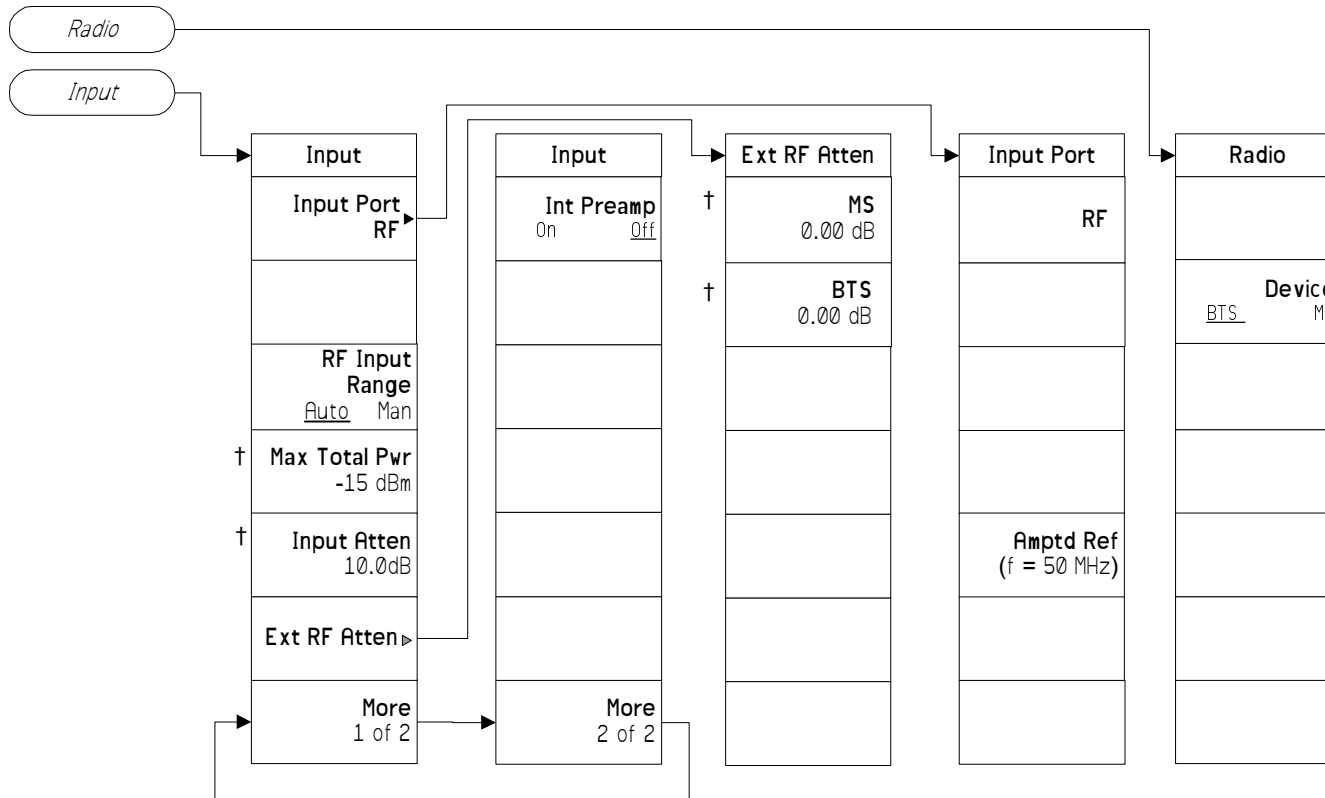 Radio
Input
Input
Input Port
RF
RF Input
Range
Auto Man
† Max Total Pwr
-15 dBm
† Input Atten
10.0dB
Ext RF Atten
More
1 of 2
Input
Int Preamp
On Off
More
2 of 2
Ext RF Atten
† MS
0.00 dB
† BTS
0.00 dB
Input Port
RF
Amptd Ref
(f = 50 MHz)
Radio
Device
BTS M